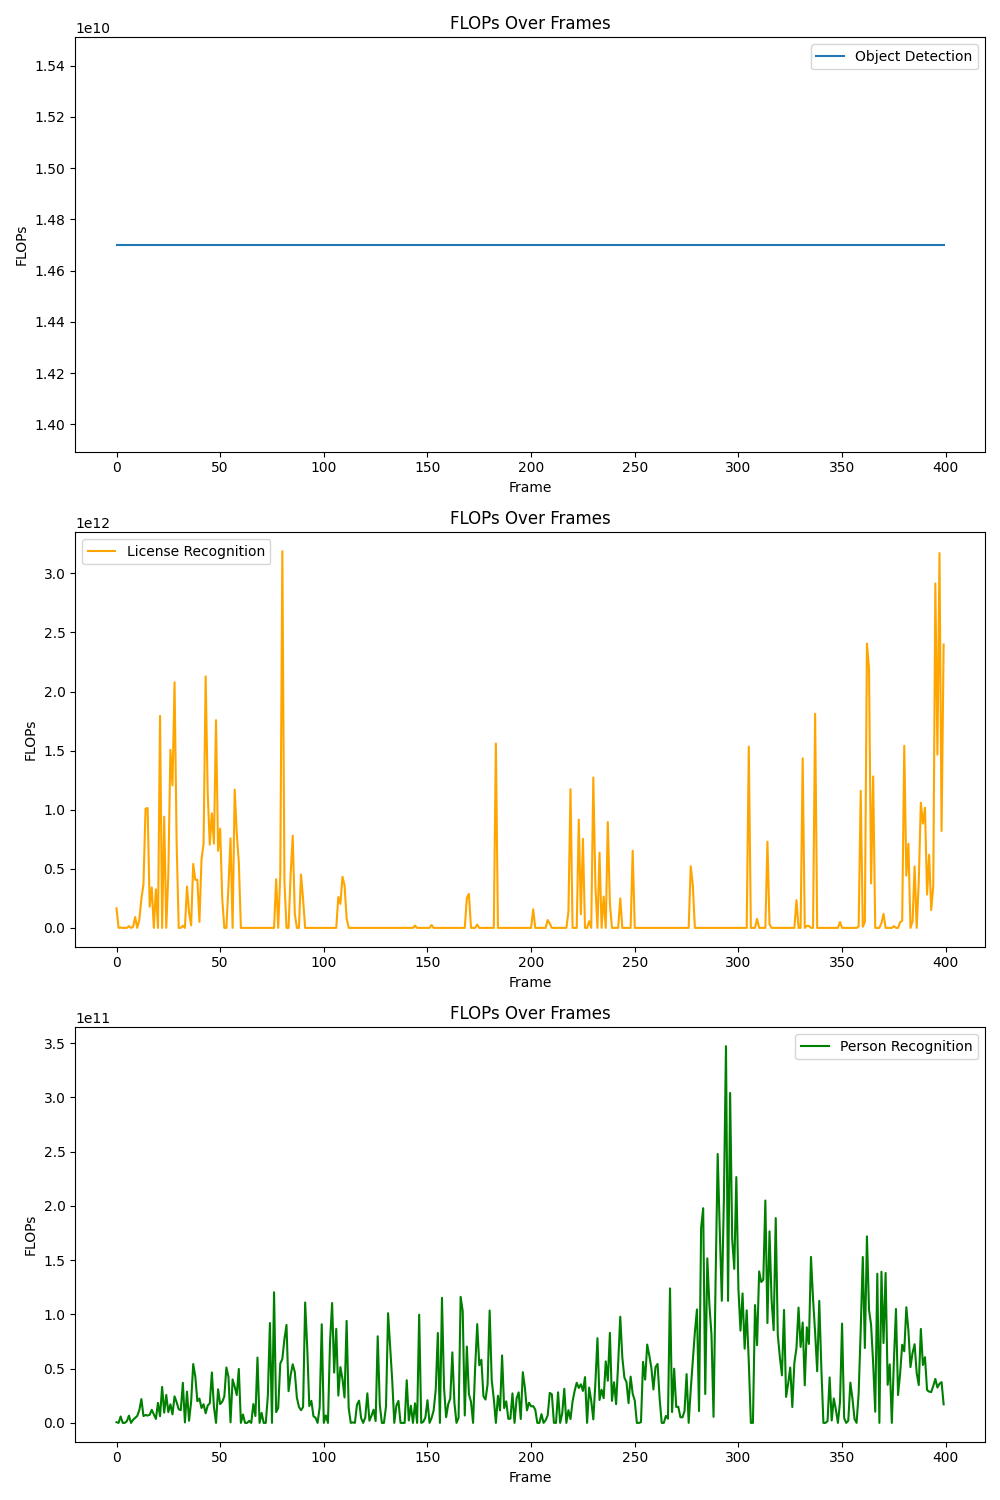 FLOPs Over Frames
1e10
Object Detection
1.54
1.52
1.50
1.48
1.46
1.44
1.42
1.40
FLOPs
0 50 100 150 200 250 300 350 400
Frame
FLOPs Over Frames
1e12
License Recognition
3.0
2.5
2.0
1.5
1.0
0.5
0.0
FLOPs
0 50 100 150 200 250 300 350 400
Frame
FLOPs Over Frames
1e11
Person Recognition
3.5
3.0
2.5
2.0
1.5
1.0
0.5
0.0
FLOPs
0 50 100 150 200 250 300 350 400
Frame